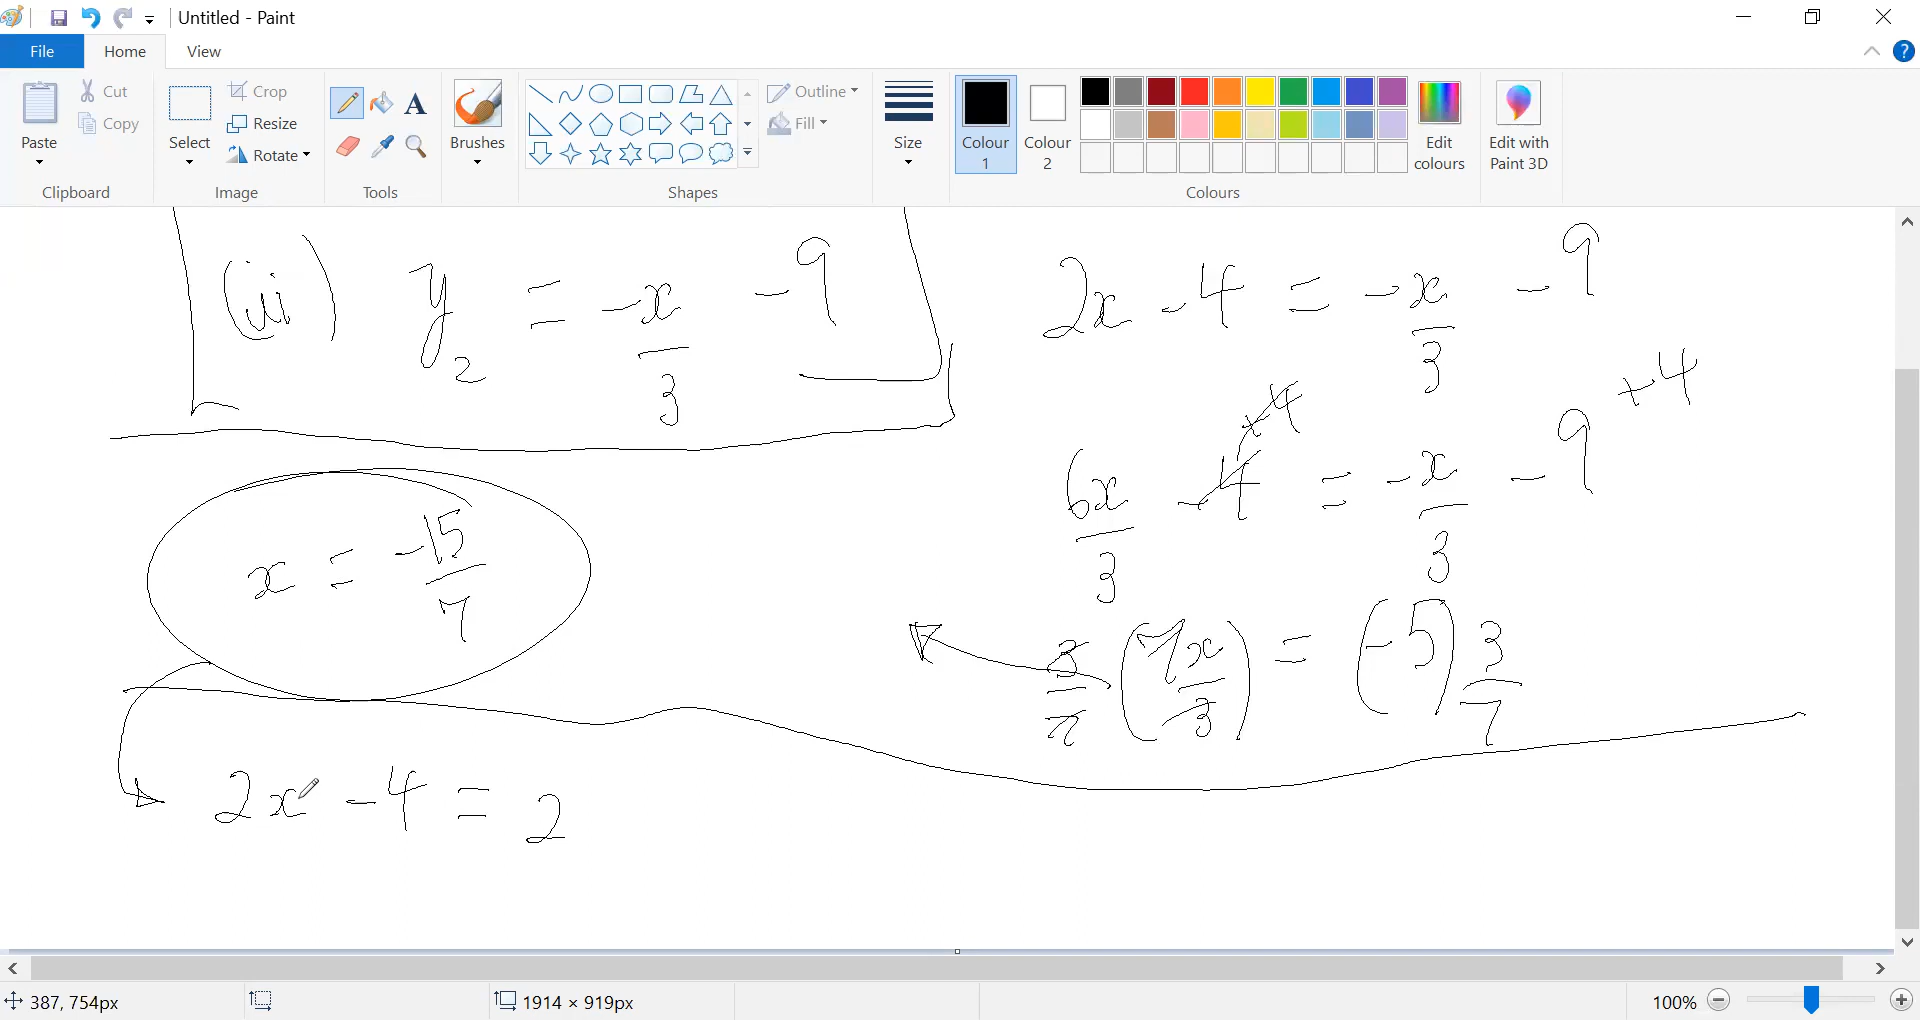 Untitled - Paint
File Home View
Paste
Cut
Copy
Clipboard
Select
Crop
Resize
Rotate
Image
A
Tools
Brushes
Outline
Fill
Shapes
Size
Colour 1
Colour 2
Edit colours
Colours
Edit with Paint 3D
(iii) y₂ = -x/3 - 9
2x - 4 = -x/3 - 9
+4 +4
6x/3 - 4 = -x/3 - 9
x = -15/7
3/7 (7x/3) = (-5) 3/7
2x - 4 = 2
387, 754px
1914 × 919px
100%